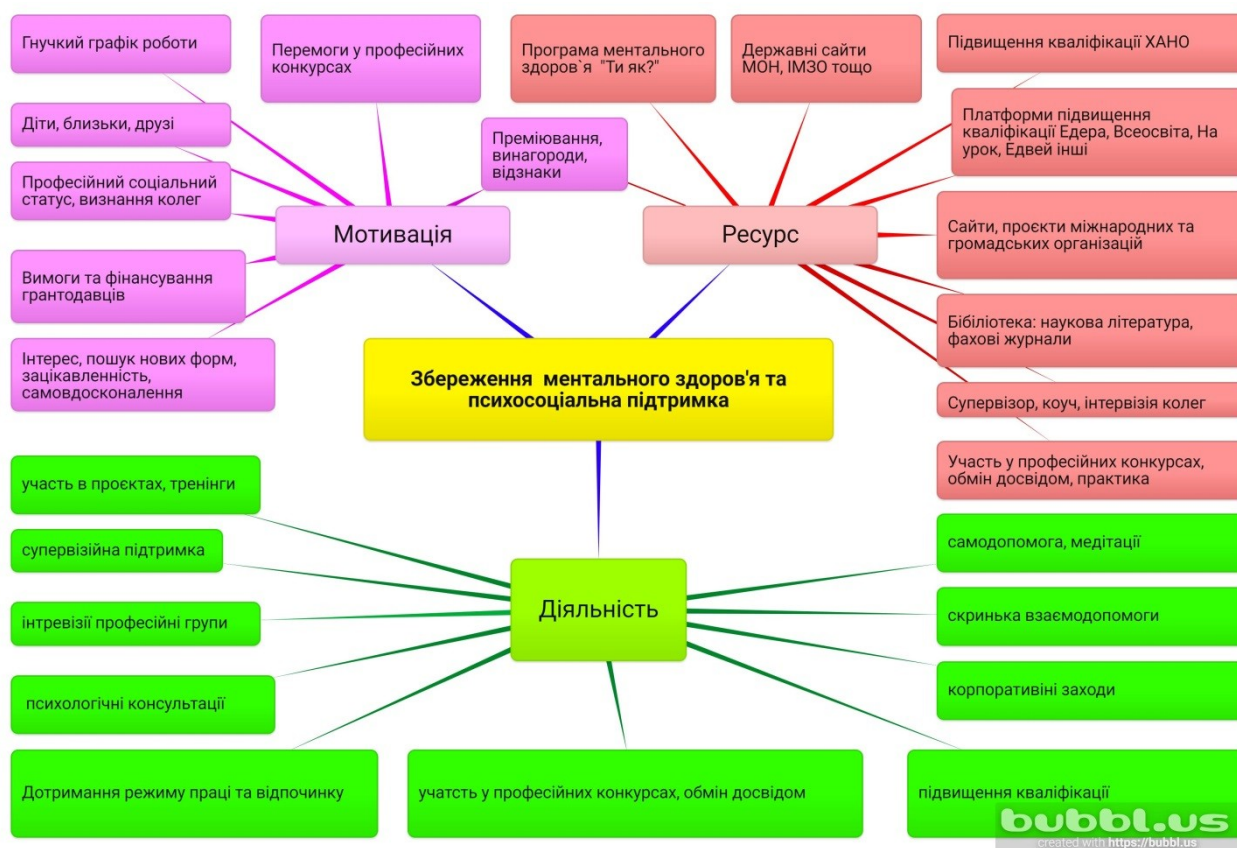 Гнучкий графік роботи
Перемоги у професійних
конкурсах
Програма ментального
здоров`я "Ти як?"
Державні сайти
МОН, ІМЗО тощо
Підвищення кваліфікації ХАНО
Діти, близьки, друзі
Преміювання,
винагороди,
відзнаки
Платформи підвищення
кваліфікації Едера, Всеосвіта, На
урок, Едвей інші
Професійний соціальний
статус, визнання колег
Мотивація
Ресурс
Сайти, проєкти міжнародних та
громадських організацій
Вимоги та фінансування
грантодавців
Бібіліотека: наукова література,
фахові журнали
Інтерес, пошук нових форм,
зацікавленність,
самовдосконалення
Збереження ментального здоров'я та
психосоціальна підтримка
Супервізор, коуч, інтервізія колег
Участь у професійних конкурсах,
обмін досвідом, практика
участь в проєктах, тренінги
супервізійна підтримка
інтревізії професійні групи
психологічні консультації
Діяльність
самодопомога, медітації
скринька взаємодопомоги
корпоративіні заходи
Дотримання режиму праці та відпочинку
учатсть у професійних конкурсах, обмін досвідом
підвищення кваліфікації
bubbl.us
created with https://bubbl.us